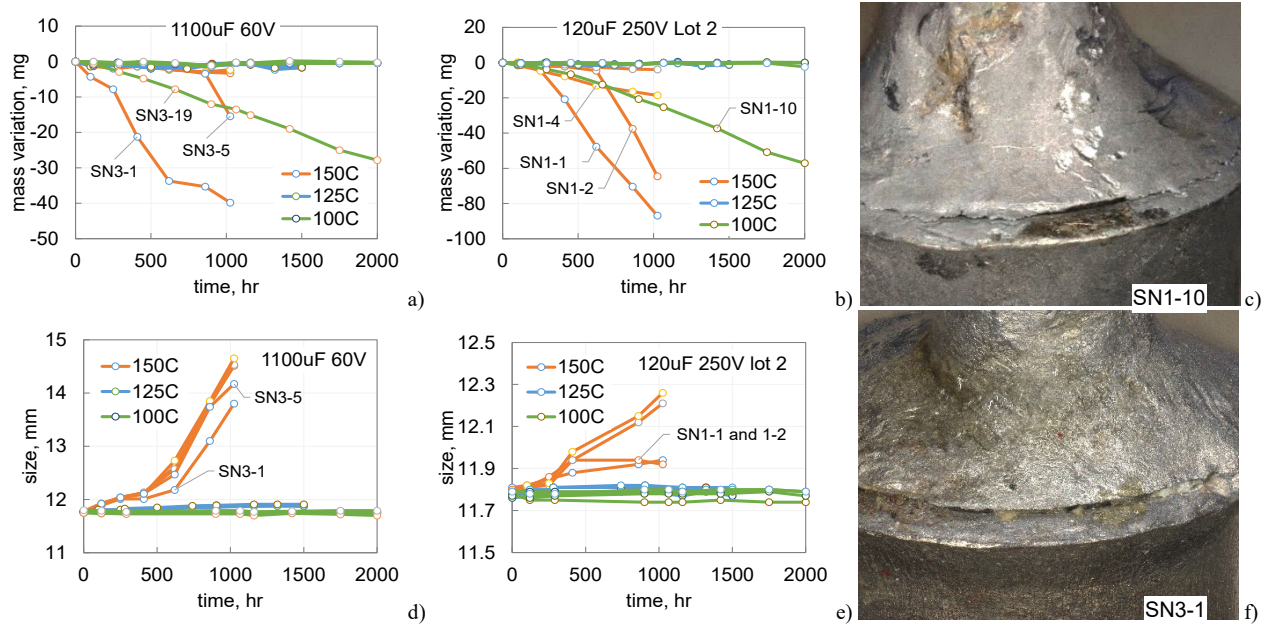 1100uF 60V
mass variation, mg
10
0
-10
-20
-30
-40
-50
SN3-19
SN3-5
SN3-1
150C
125C
100C
0 500 1000 1500 2000
time, hr
a)
120uF 250V Lot 2
mass variation, mg
20
0
-20
-40
-60
-80
-100
SN1-10
SN1-4
SN1-1
SN1-2
150C
125C
100C
0 500 1000 1500 2000
time, hr
b)
SN1-10
c)
1100uF 60V
size, mm
15
14
13
12
11
150C
125C
100C
SN3-5
SN3-1
0 500 1000 1500 2000
time, hr
d)
120uF 250V lot 2
size, mm
12.5
12.3
12.1
11.9
11.7
11.5
150C
125C
100C
SN1-1 and 1-2
0 500 1000 1500 2000
time, hr
e)
SN3-1
f)